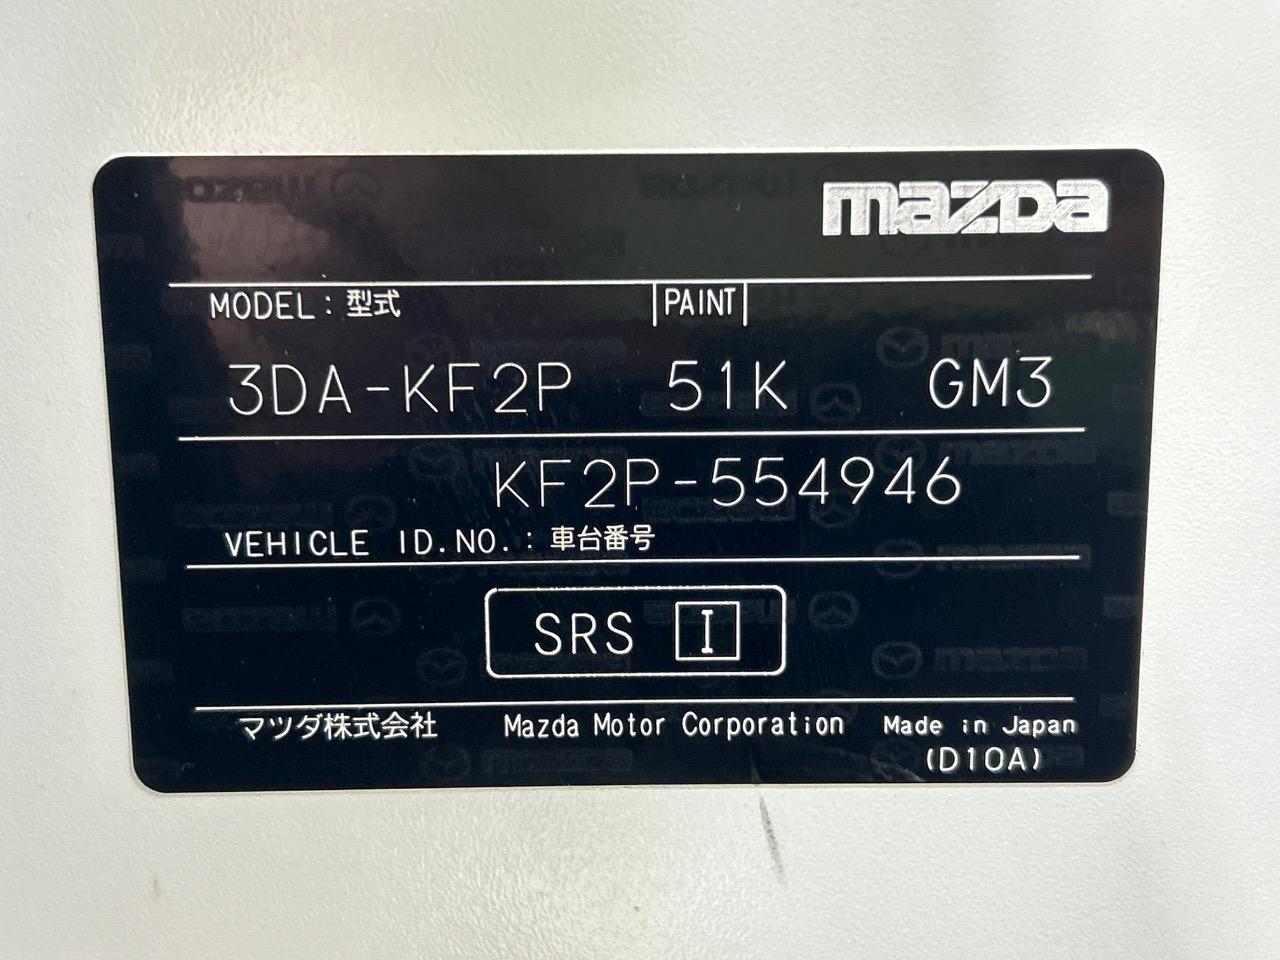 mazda
MODEL : 型式 |PAINT|
3DA-KF2P 51K GM3
KF2P-554946
VEHICLE ID.NO. : 車台番号
SRS I
マツダ株式会社 Mazda Motor Corporation Made in Japan
(D10A)